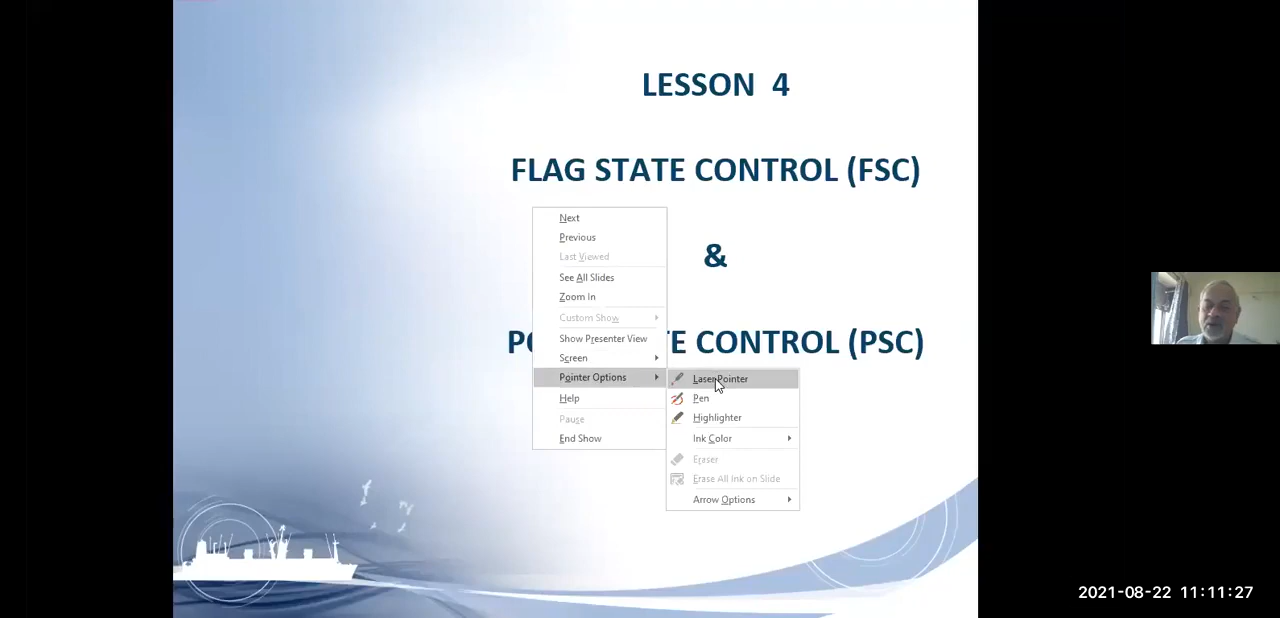 LESSON 4
FLAG STATE CONTROL (FSC)
&
CONTROL (PSC)
Next
Previous
Last Viewed
See All Slides
Zoom In
Custom Show
Show Presenter View
Screen
Pointer Options
Help
Pause
End Show
Laser Pointer
Pen
Highlighter
Ink Color
Eraser
Erase All Ink on Slide
Arrow Options
2021-08-22 11:11:27